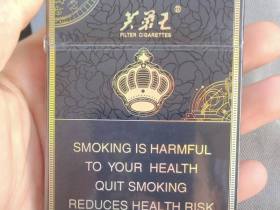 芙蓉王®
FILTER CIGARETTES
SMOKING IS HARMFUL
TO YOUR HEALTH
QUIT SMOKING
REDUCES HEALTH RISK